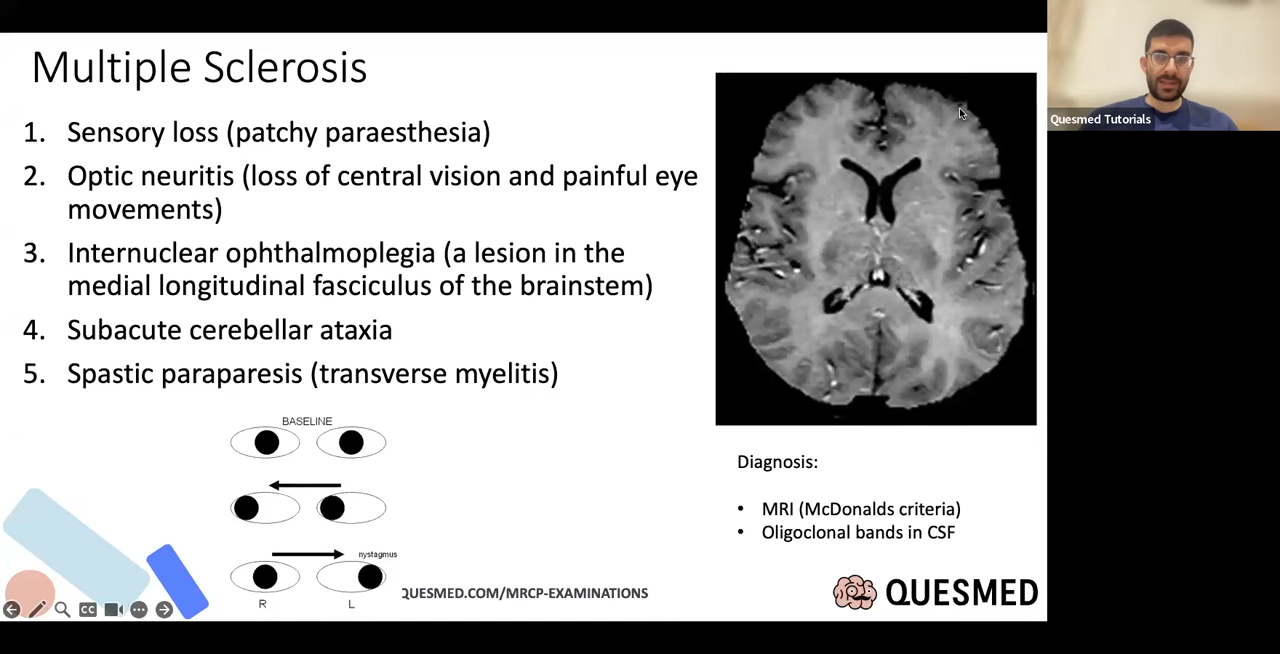 Multiple Sclerosis
1. Sensory loss (patchy paraesthesia)
2. Optic neuritis (loss of central vision and painful eye
movements)
3. Internuclear ophthalmoplegia (a lesion in the
medial longitudinal fasciculus of the brainstem)
4. Subacute cerebellar ataxia
5. Spastic paraparesis (transverse myelitis)
BASELINE
nystagmus
R L
QUESMED.COM/MRCP-EXAMINATIONS
CC
Diagnosis:
• MRI (McDonalds criteria)
• Oligoclonal bands in CSF
QUESMED
Quesmed Tutorials